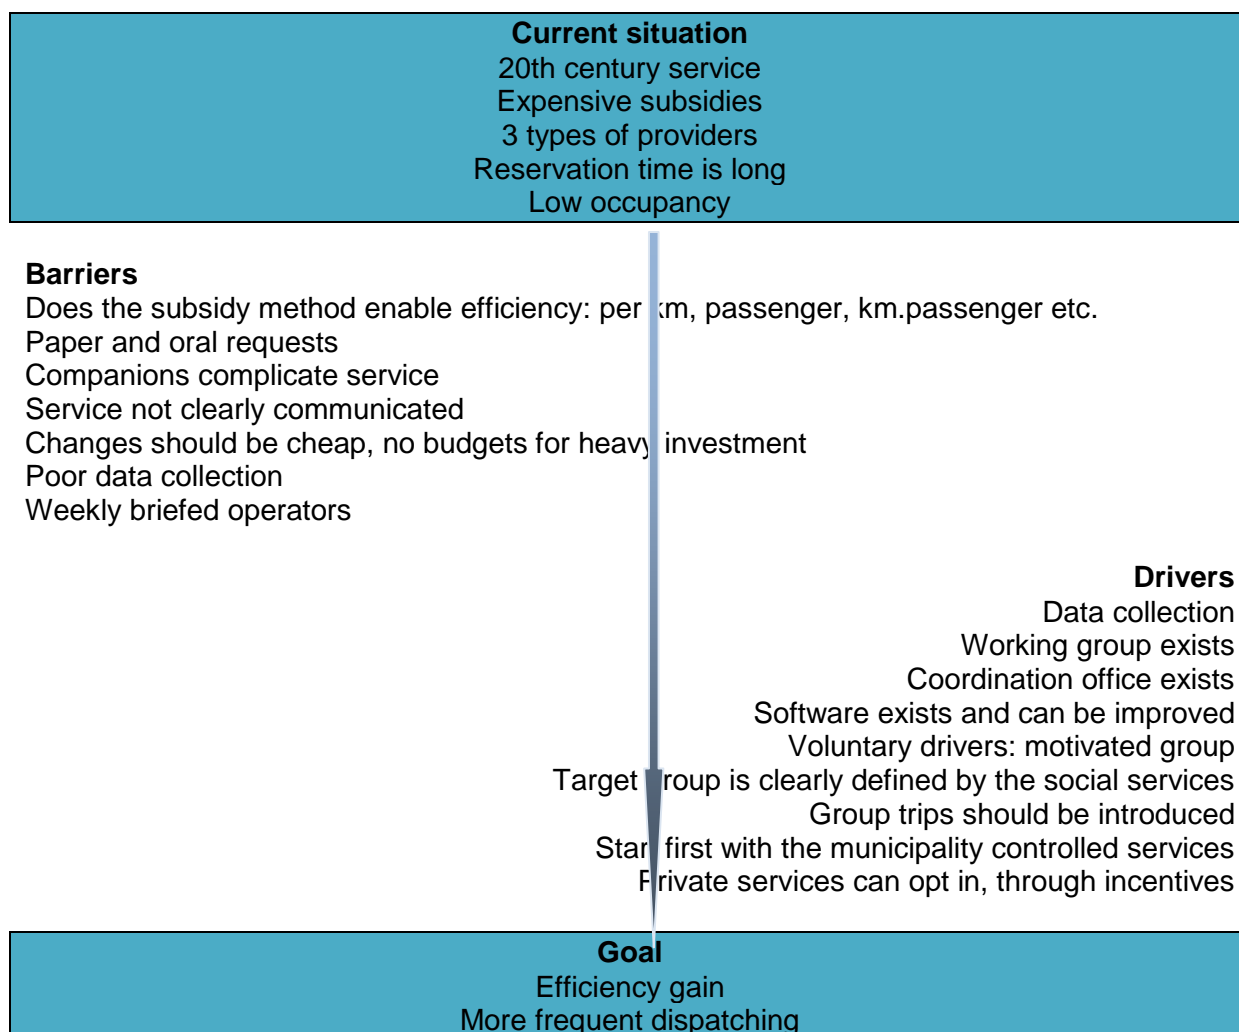 Current situation
20th century service
Expensive subsidies
3 types of providers
Reservation time is long
Low occupancy
Barriers
Does the subsidy method enable efficiency: per km, passenger, km.passenger etc.
Paper and oral requests
Companions complicate service
Service not clearly communicated
Changes should be cheap, no budgets for heavy investment
Poor data collection
Weekly briefed operators
Drivers
Data collection
Working group exists
Coordination office exists
Software exists and can be improved
Voluntary drivers: motivated group
Target group is clearly defined by the social services
Group trips should be introduced
Start first with the municipality controlled services
Private services can opt in, through incentives
Goal
Efficiency gain
More frequent dispatching